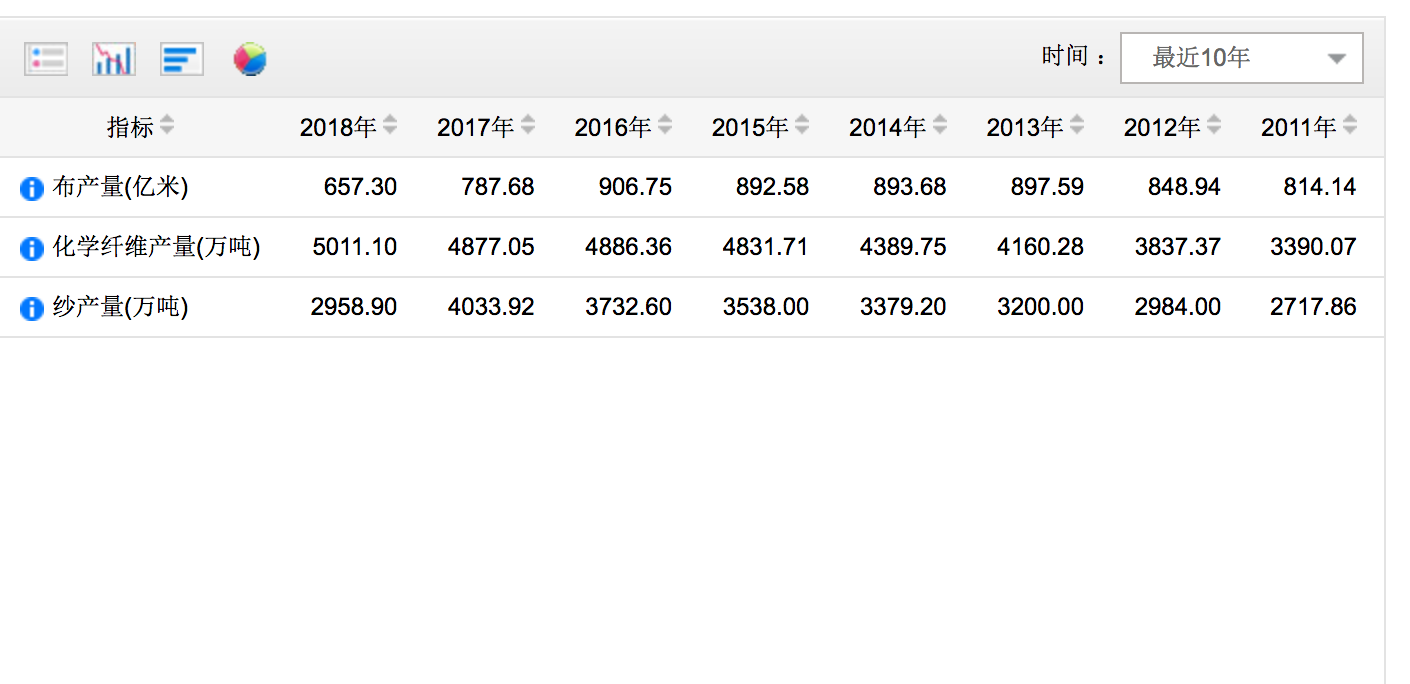 时间： 最近10年
指标 2018年 2017年 2016年 2015年 2014年 2013年 2012年 2011年
布产量(亿米) 657.30 787.68 906.75 892.58 893.68 897.59 848.94 814.14
化学纤维产量(万吨) 5011.10 4877.05 4886.36 4831.71 4389.75 4160.28 3837.37 3390.07
纱产量(万吨) 2958.90 4033.92 3732.60 3538.00 3379.20 3200.00 2984.00 2717.86